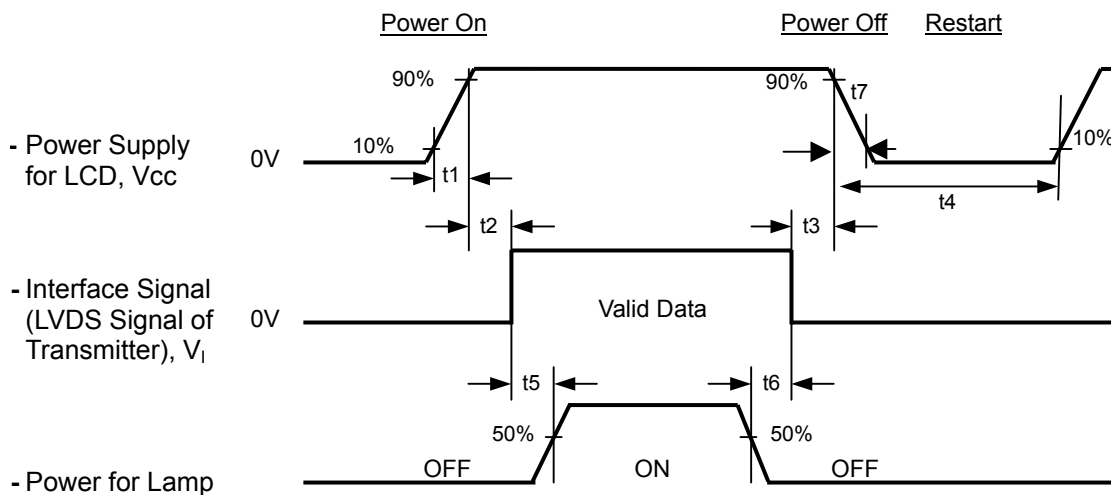 Power On
Power Off
Restart
90%
90%
t7
- Power Supply
for LCD, Vcc
0V
10%
10%
t1
t4
t2
t3
- Interface Signal
(LVDS Signal of
Transmitter), VI
0V
Valid Data
t5
t6
50%
50%
- Power for Lamp
OFF
ON
OFF